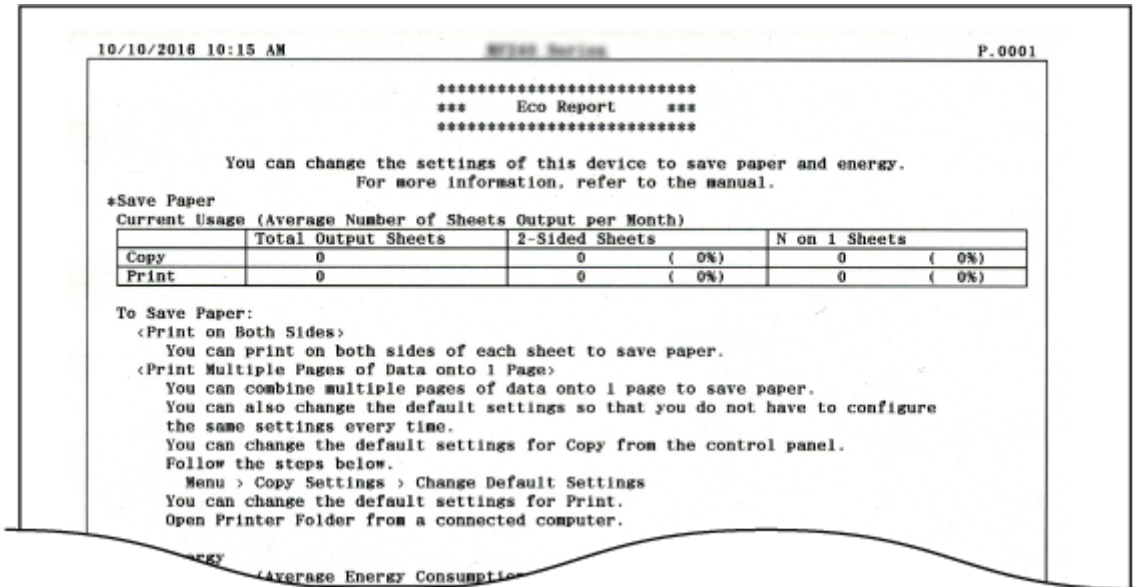 10/10/2016 10:15 AM P.0001
***************************
*** Eco Report ***
***************************
You can change the settings of this device to save paper and energy.
For more information, refer to the manual.
*Save Paper
Current Usage (Average Number of Sheets Output per Month)
Total Output Sheets 2-Sided Sheets N on 1 Sheets
Copy 0 0 ( 0%) 0 ( 0%)
Print 0 0 ( 0%) 0 ( 0%)
To Save Paper:
<Print on Both Sides>
You can print on both sides of each sheet to save paper.
<Print Multiple Pages of Data onto 1 Page>
You can combine multiple pages of data onto 1 page to save paper.
You can also change the default settings so that you do not have to configure
the same settings every time.
You can change the default settings for Copy from the control panel.
Follow the steps below.
Menu > Copy Settings > Change Default Settings
You can change the default settings for Print.
Open Printer Folder from a connected computer.
(Average Energy